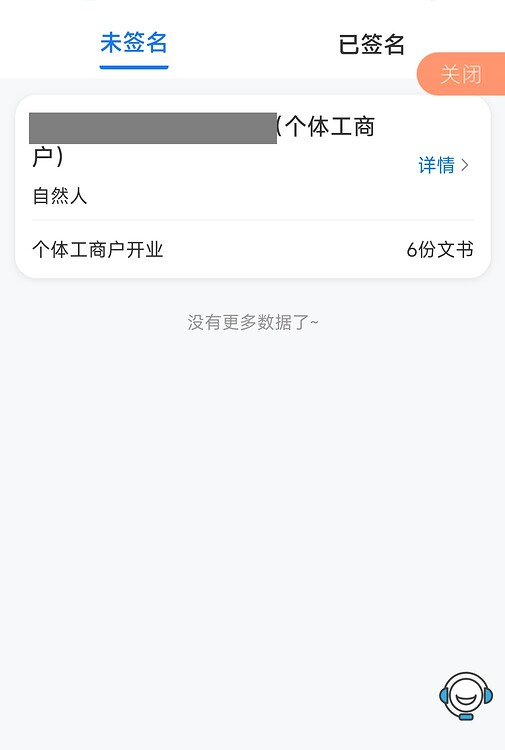 未签名
已签名
关闭
(个体工商
户)
详情
自然人
个体工商户开业
6份文书
没有更多数据了~